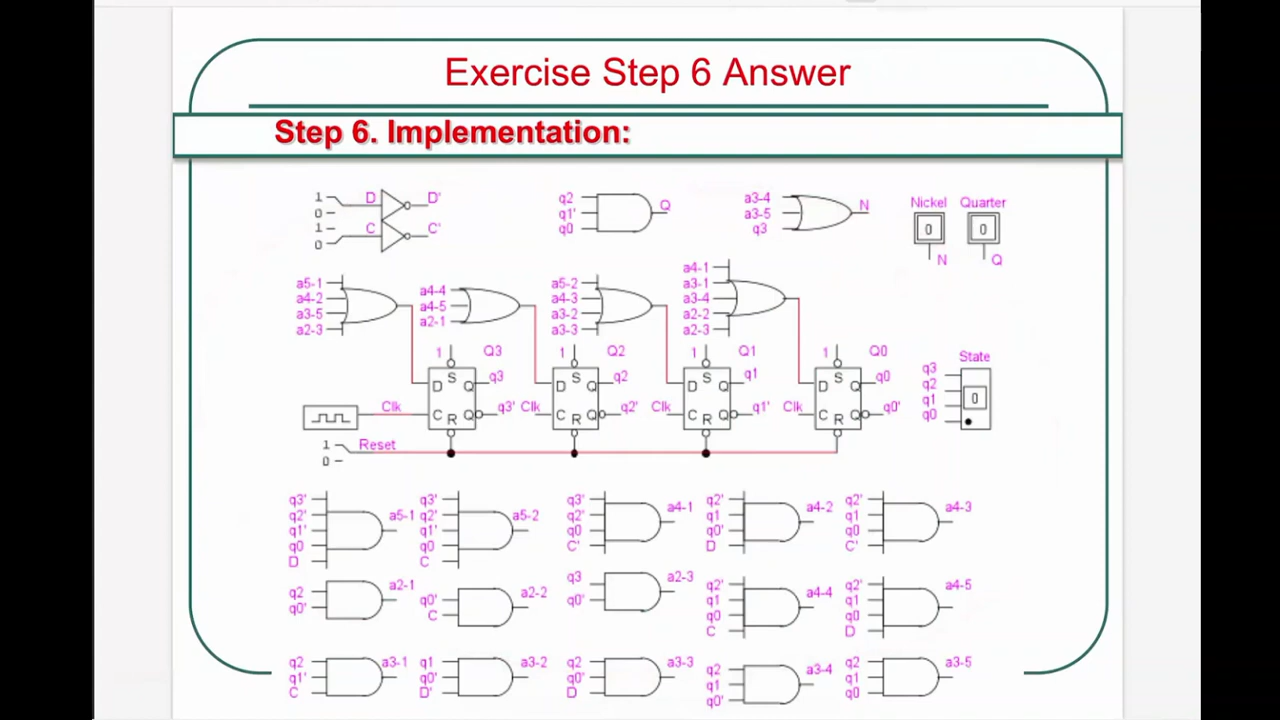 Exercise Step 6 Answer
Step 6. Implementation:
1 D D'
0
1 C C'
0
q2
q1' Q
q0
a3-4
a3-5 N
q3
Nickel Quarter
0 0
N Q
a5-1
a4-2
a3-5
a2-3
a4-4
a4-5
a2-1
a5-2
a4-3
a3-2
a3-3
a4-1
a3-1
a3-4
a2-2
a2-3
1 Q3
S
D Q q3
Clk C R Q q3'
1 Q2
S
D Q q2
Clk C R Q q2'
1 Q1
S
D Q q1
Clk C R Q q1'
1 Q0
S
D Q q0
Clk C R Q q0'
State
q3
q2
q1 0
q0
1 Reset
0
q3'
q2' a5-1
q1'
q0
D
q3'
q2' a5-2
q1'
q0
C
q3'
q2' a4-1
q0
C'
q2'
q1 a4-2
q0'
D
q2'
q1 a4-3
q0
C'
q2 a2-1
q0'
q0' a2-2
C
q3 a2-3
q0'
q2'
q1 a4-4
q0
C
q2'
q1 a4-5
q0
D
q2 a3-1
q1'
C
q1 a3-2
q0'
D'
q2 a3-3
q0'
D
q2 a3-4
q1
q0'
q2 a3-5
q1
q0